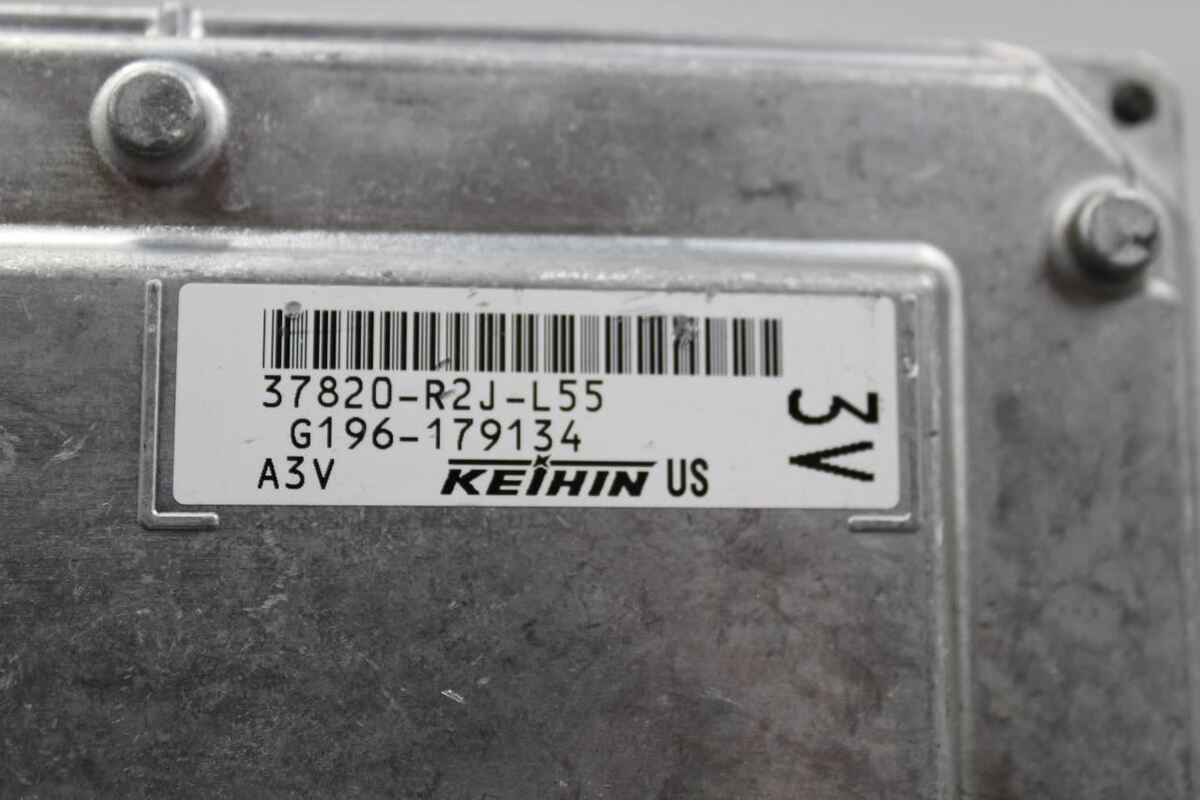 37820-R2J-L55
G196-179134
A3V KEIHIN US
3V